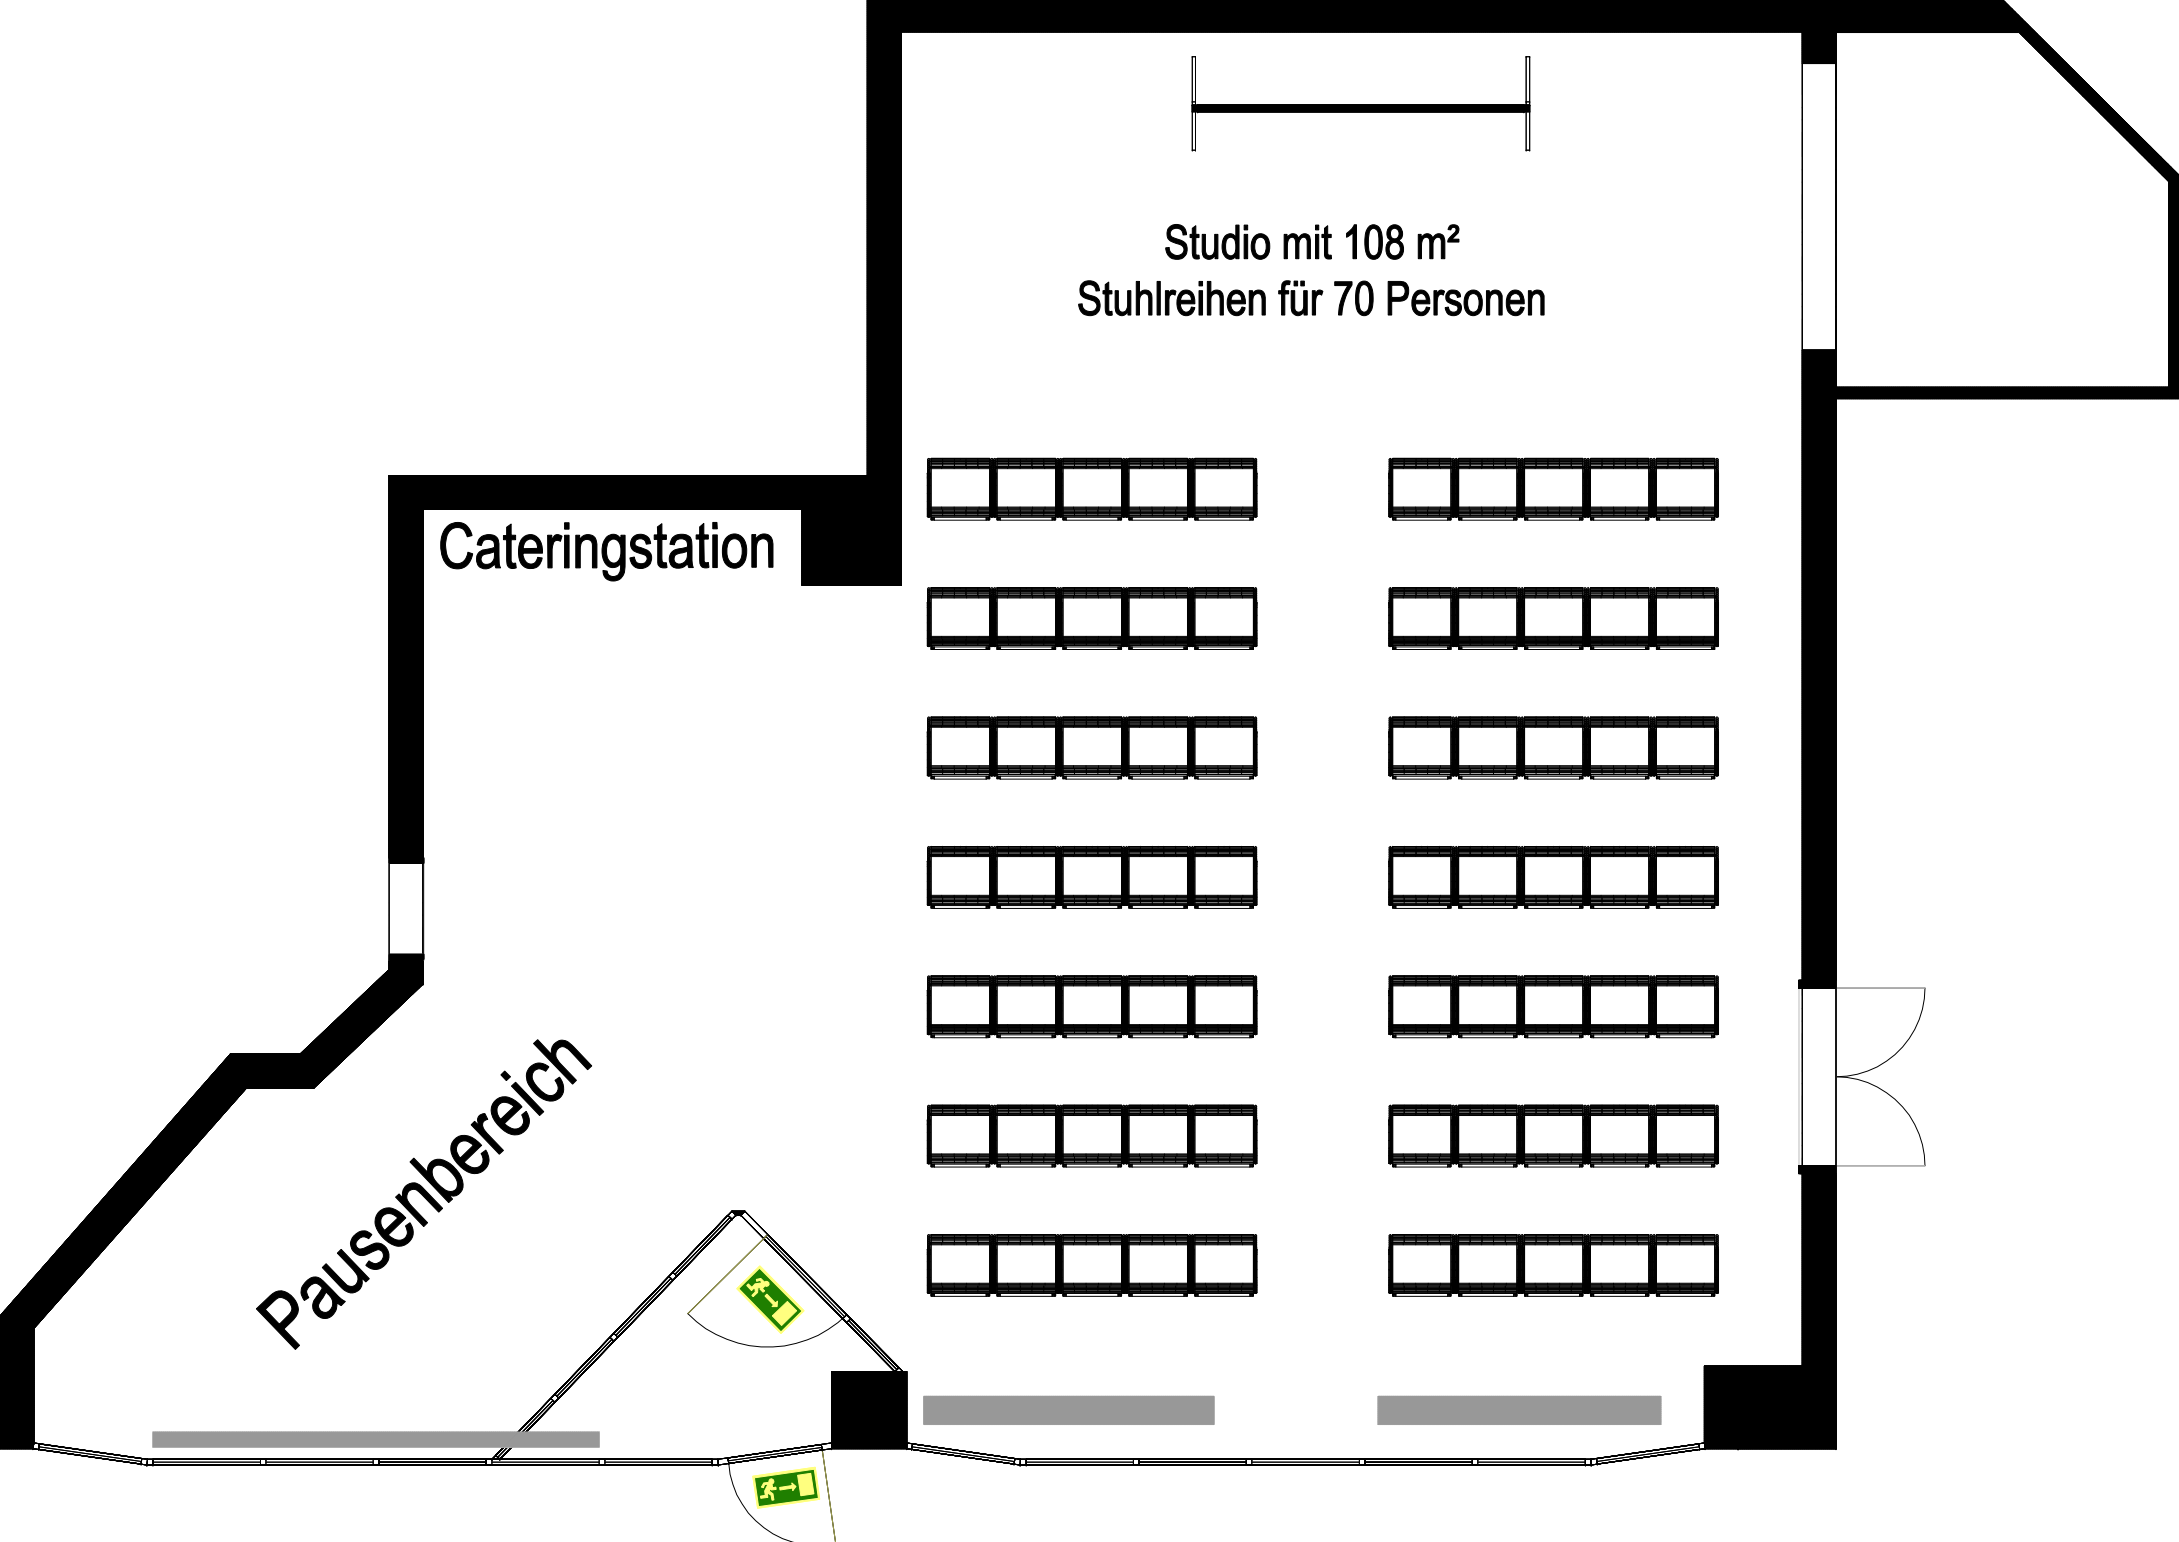 Studio mit 108 m²
Stuhlreihen für 70 Personen
Cateringstation
Pausenbereich